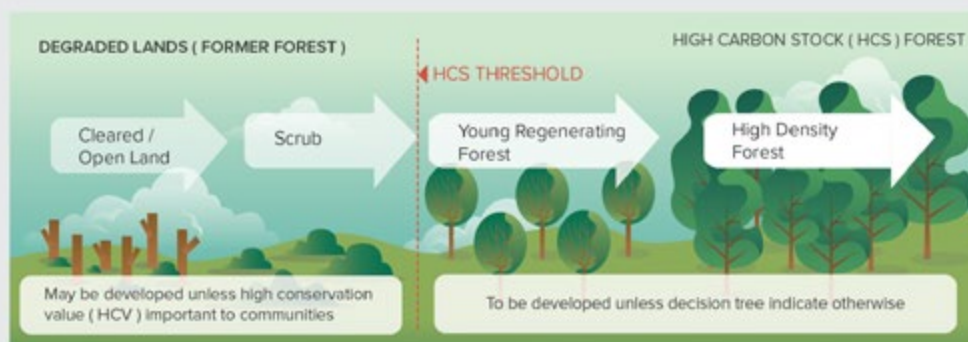 DEGRADED LANDS ( FORMER FOREST )
HIGH CARBON STOCK ( HCS ) FOREST
HCS THRESHOLD
Cleared /
Open Land
Scrub
Young Regenerating
Forest
High Density
Forest
May be developed unless high conservation
value ( HCV ) important to communities
To be developed unless decision tree indicate otherwise